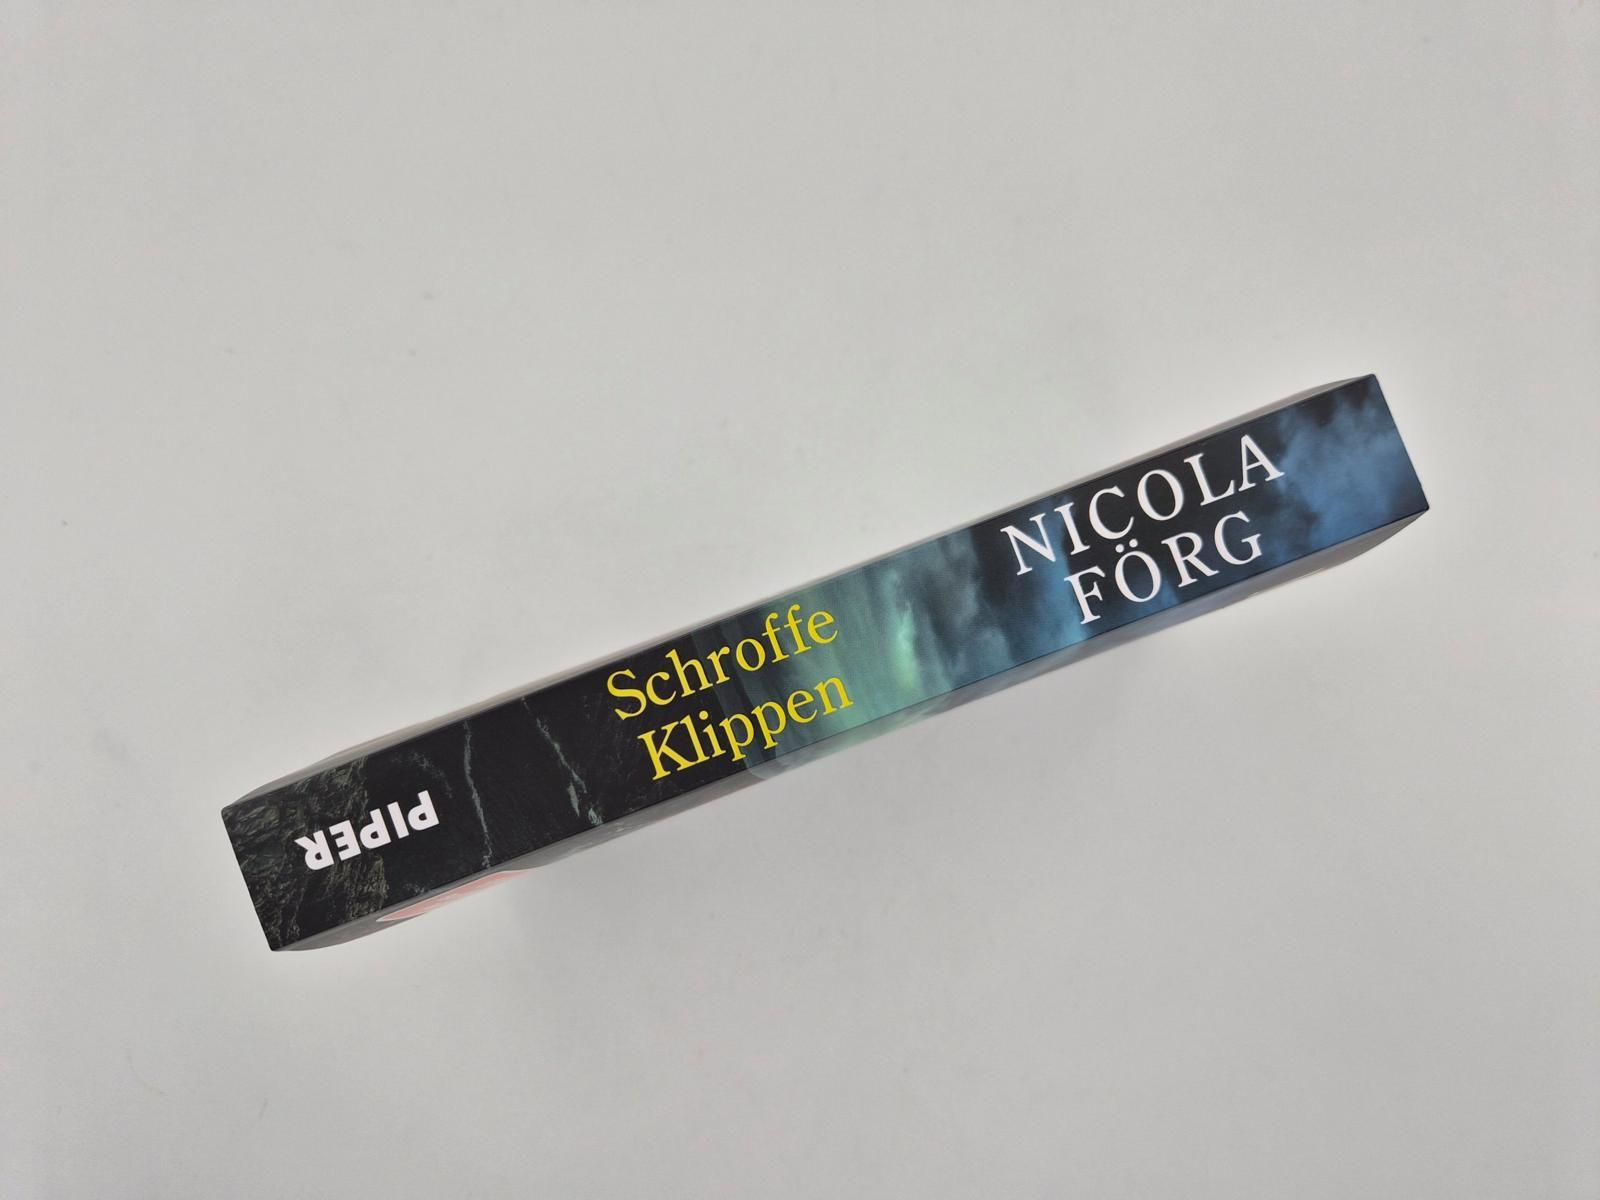 NICOLA
FÖRG
Schroffe
Klippen
PIPER